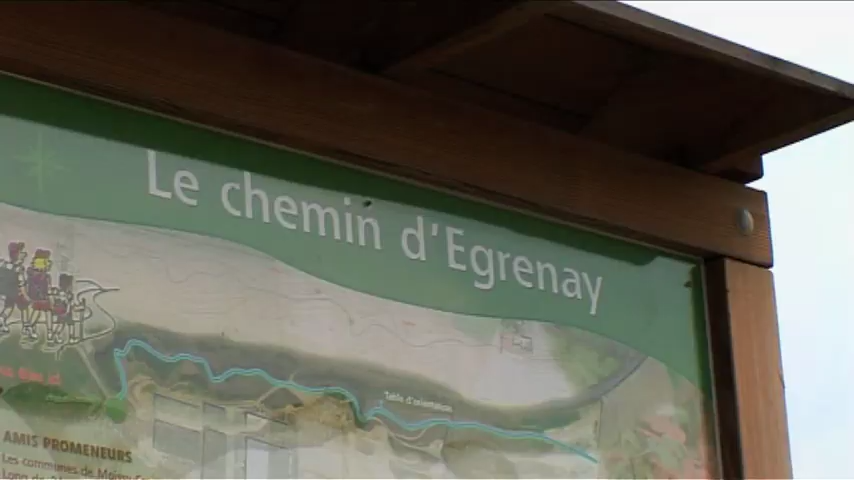 Le chemin d'Egrenay
Table d'orientation
AMIS PROMENEURS
Les communes de